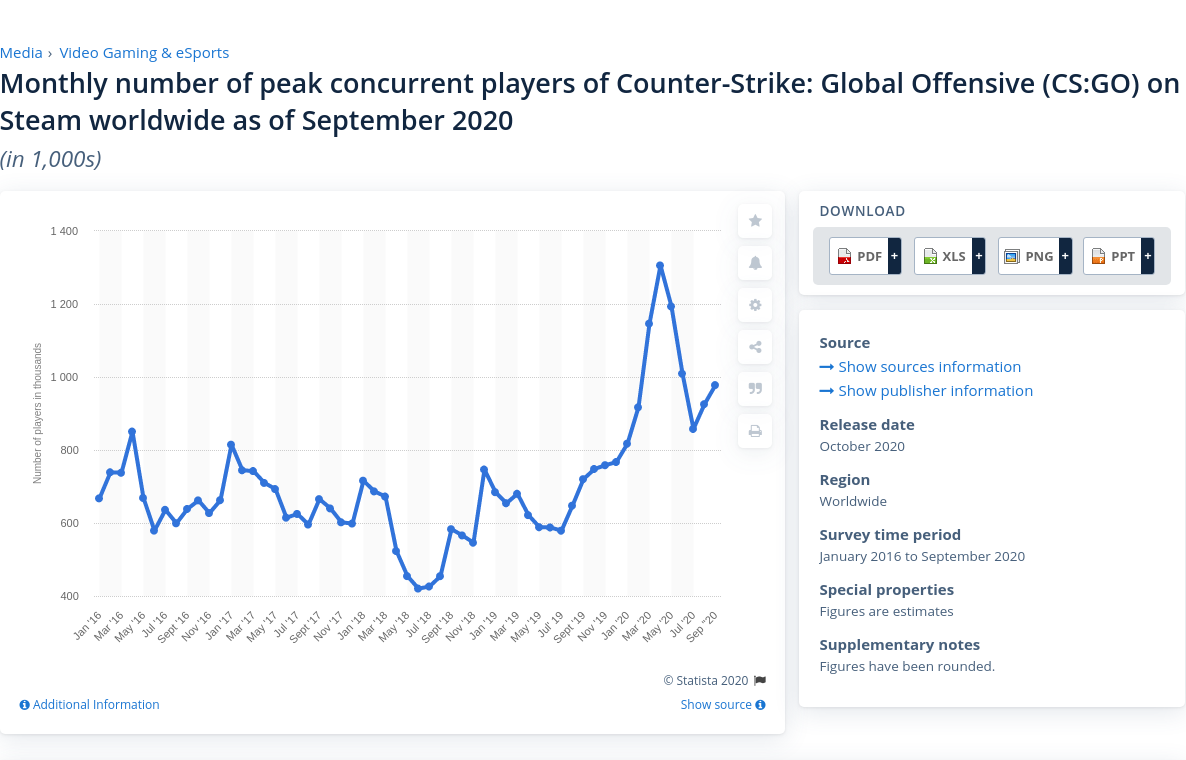 Media › Video Gaming & eSports
Monthly number of peak concurrent players of Counter-Strike: Global Offensive (CS:GO) on
Steam worldwide as of September 2020
(in 1,000s)
Number of players in thousands
1 400
1 200
1 000
800
600
400
Jan '16
Mar '16
May '16
Jul '16
Sept '16
Nov '16
Jan '17
Mar '17
May '17
Jul '17
Sept '17
Nov '17
Jan '18
Mar '18
May '18
Jul '18
Sept '18
Nov '18
Jan '19
Mar '19
May '19
Jul '19
Sept '19
Nov '19
Jan '20
Mar '20
May '20
Jul '20
Sep "20
© Statista 2020
Additional Information
Show source
DOWNLOAD
PDF +
XLS +
PNG +
PPT +
Source
Show sources information
Show publisher information
Release date
October 2020
Region
Worldwide
Survey time period
January 2016 to September 2020
Special properties
Figures are estimates
Supplementary notes
Figures have been rounded.